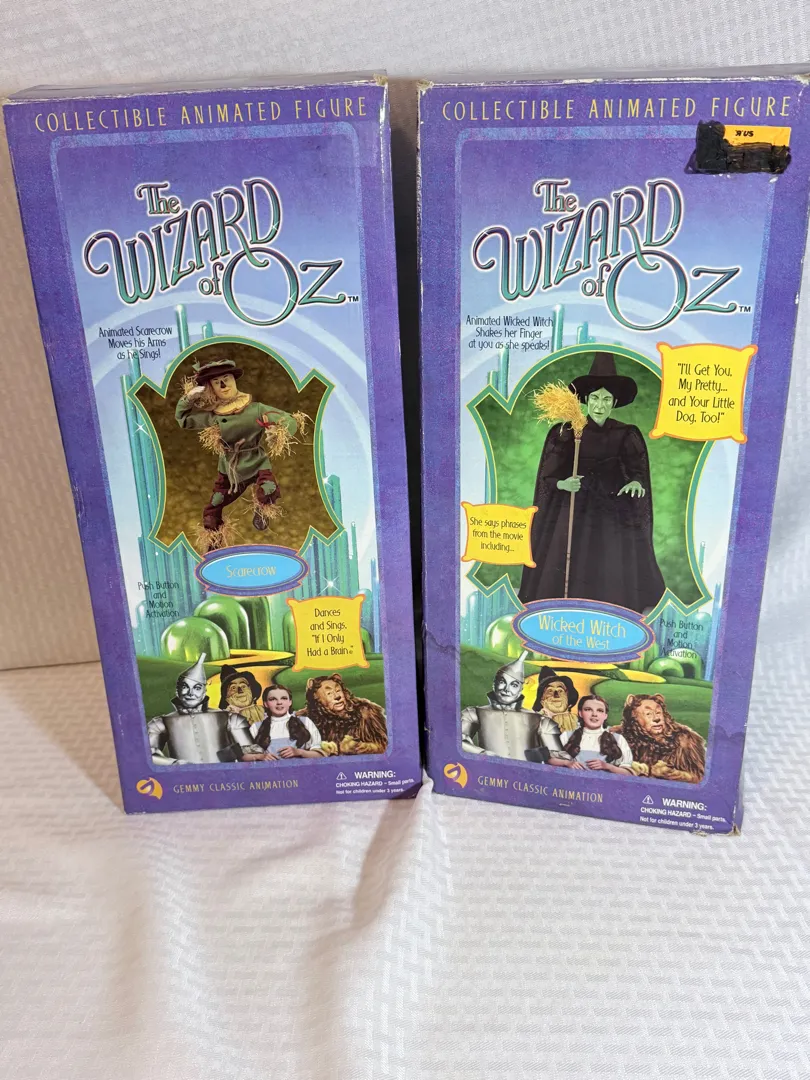 COLLECTIBLE ANIMATED FIGURE
The
WIZARD
of OZ™
Animated Scarecrow
Moves his Arms
as he Sings!
Scarecrow
Push Button
and
Motion
Activation
Dances
and Sings,
"If I Only
Had a Brain."
GEMMY CLASSIC ANIMATION
WARNING:
CHOKING HAZARD – Small parts.
Not for children under 3 years.
COLLECTIBLE ANIMATED FIGURE
"R"US
The
WIZARD
of OZ™
Animated Wicked Witch
Shakes her Finger
at you as she speaks!
"I'll Get You,
My Pretty...
and Your Little
Dog, Too!"
She says phrases
from the movie
including...
Wicked Witch
of the West
Push Button
and
Motion
Activation
GEMMY CLASSIC ANIMATION
WARNING:
CHOKING HAZARD – Small parts.
Not for children under 3 years.